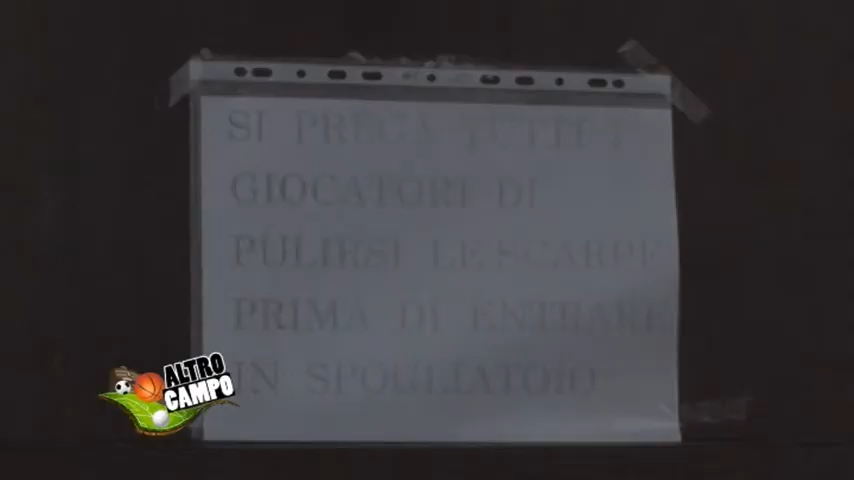 SI PREGA TUTTI I
GIOCATORI DI
PULIRSI LE SCARPE
PRIMA DI ENTRARE
IN SPOGLIATOIO
ALTRO
CAMPO